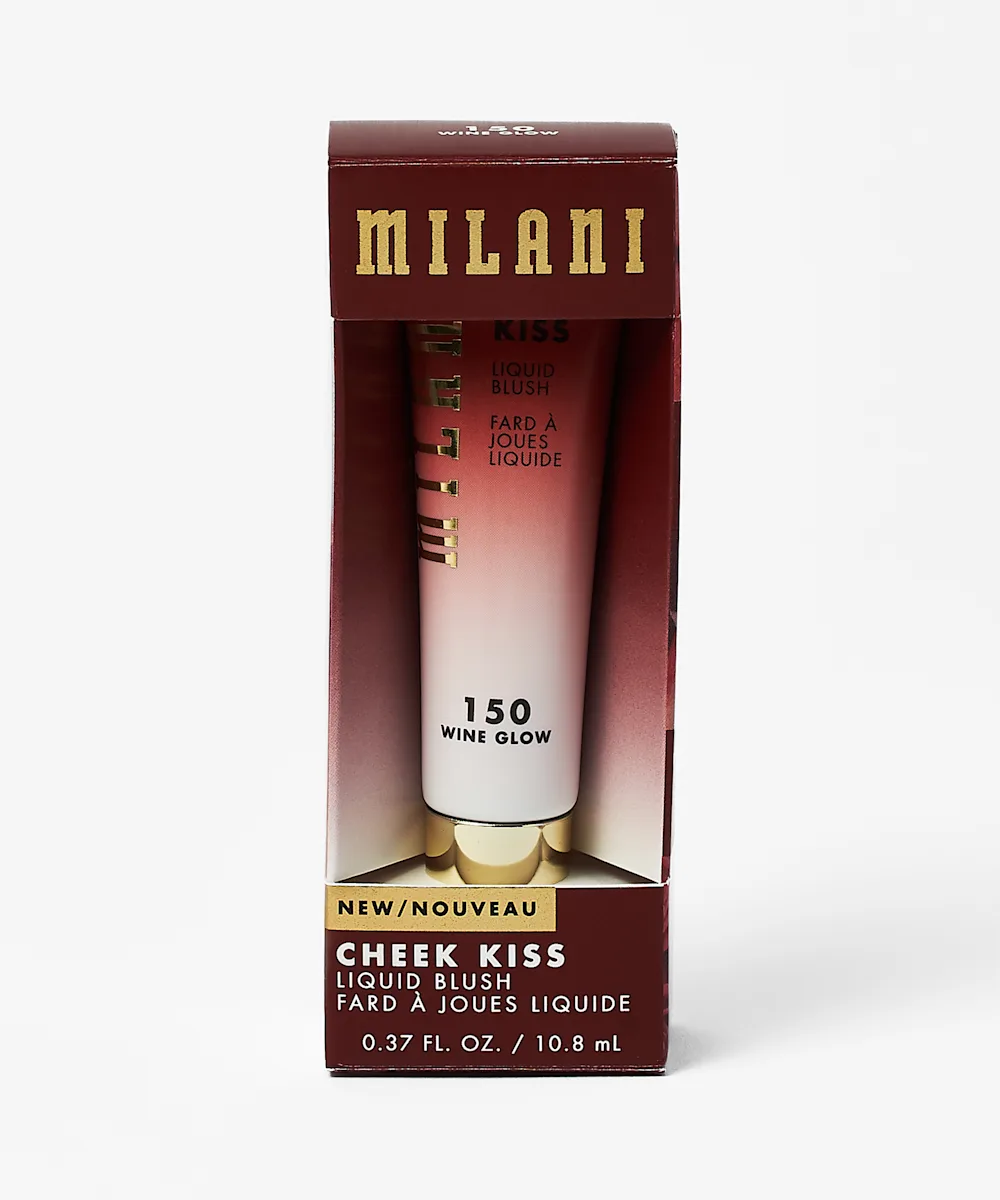 150
WINE GLOW
MILANI
MILANI
KISS
LIQUID
BLUSH
FARD À
JOUES
LIQUIDE
150
WINE GLOW
NEW/NOUVEAU
CHEEK KISS
LIQUID BLUSH
FARD À JOUES LIQUIDE
0.37 FL. OZ. / 10.8 mL